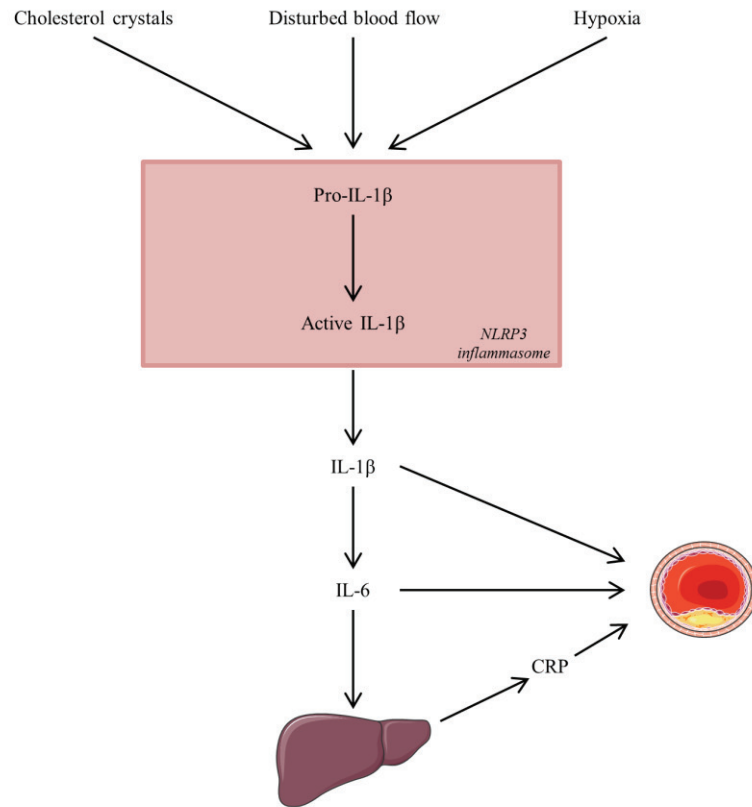 Cholesterol crystals
Disturbed blood flow
Hypoxia
Pro-IL-1β
Active IL-1β
NLRP3
inflammasome
IL-1β
IL-6
CRP